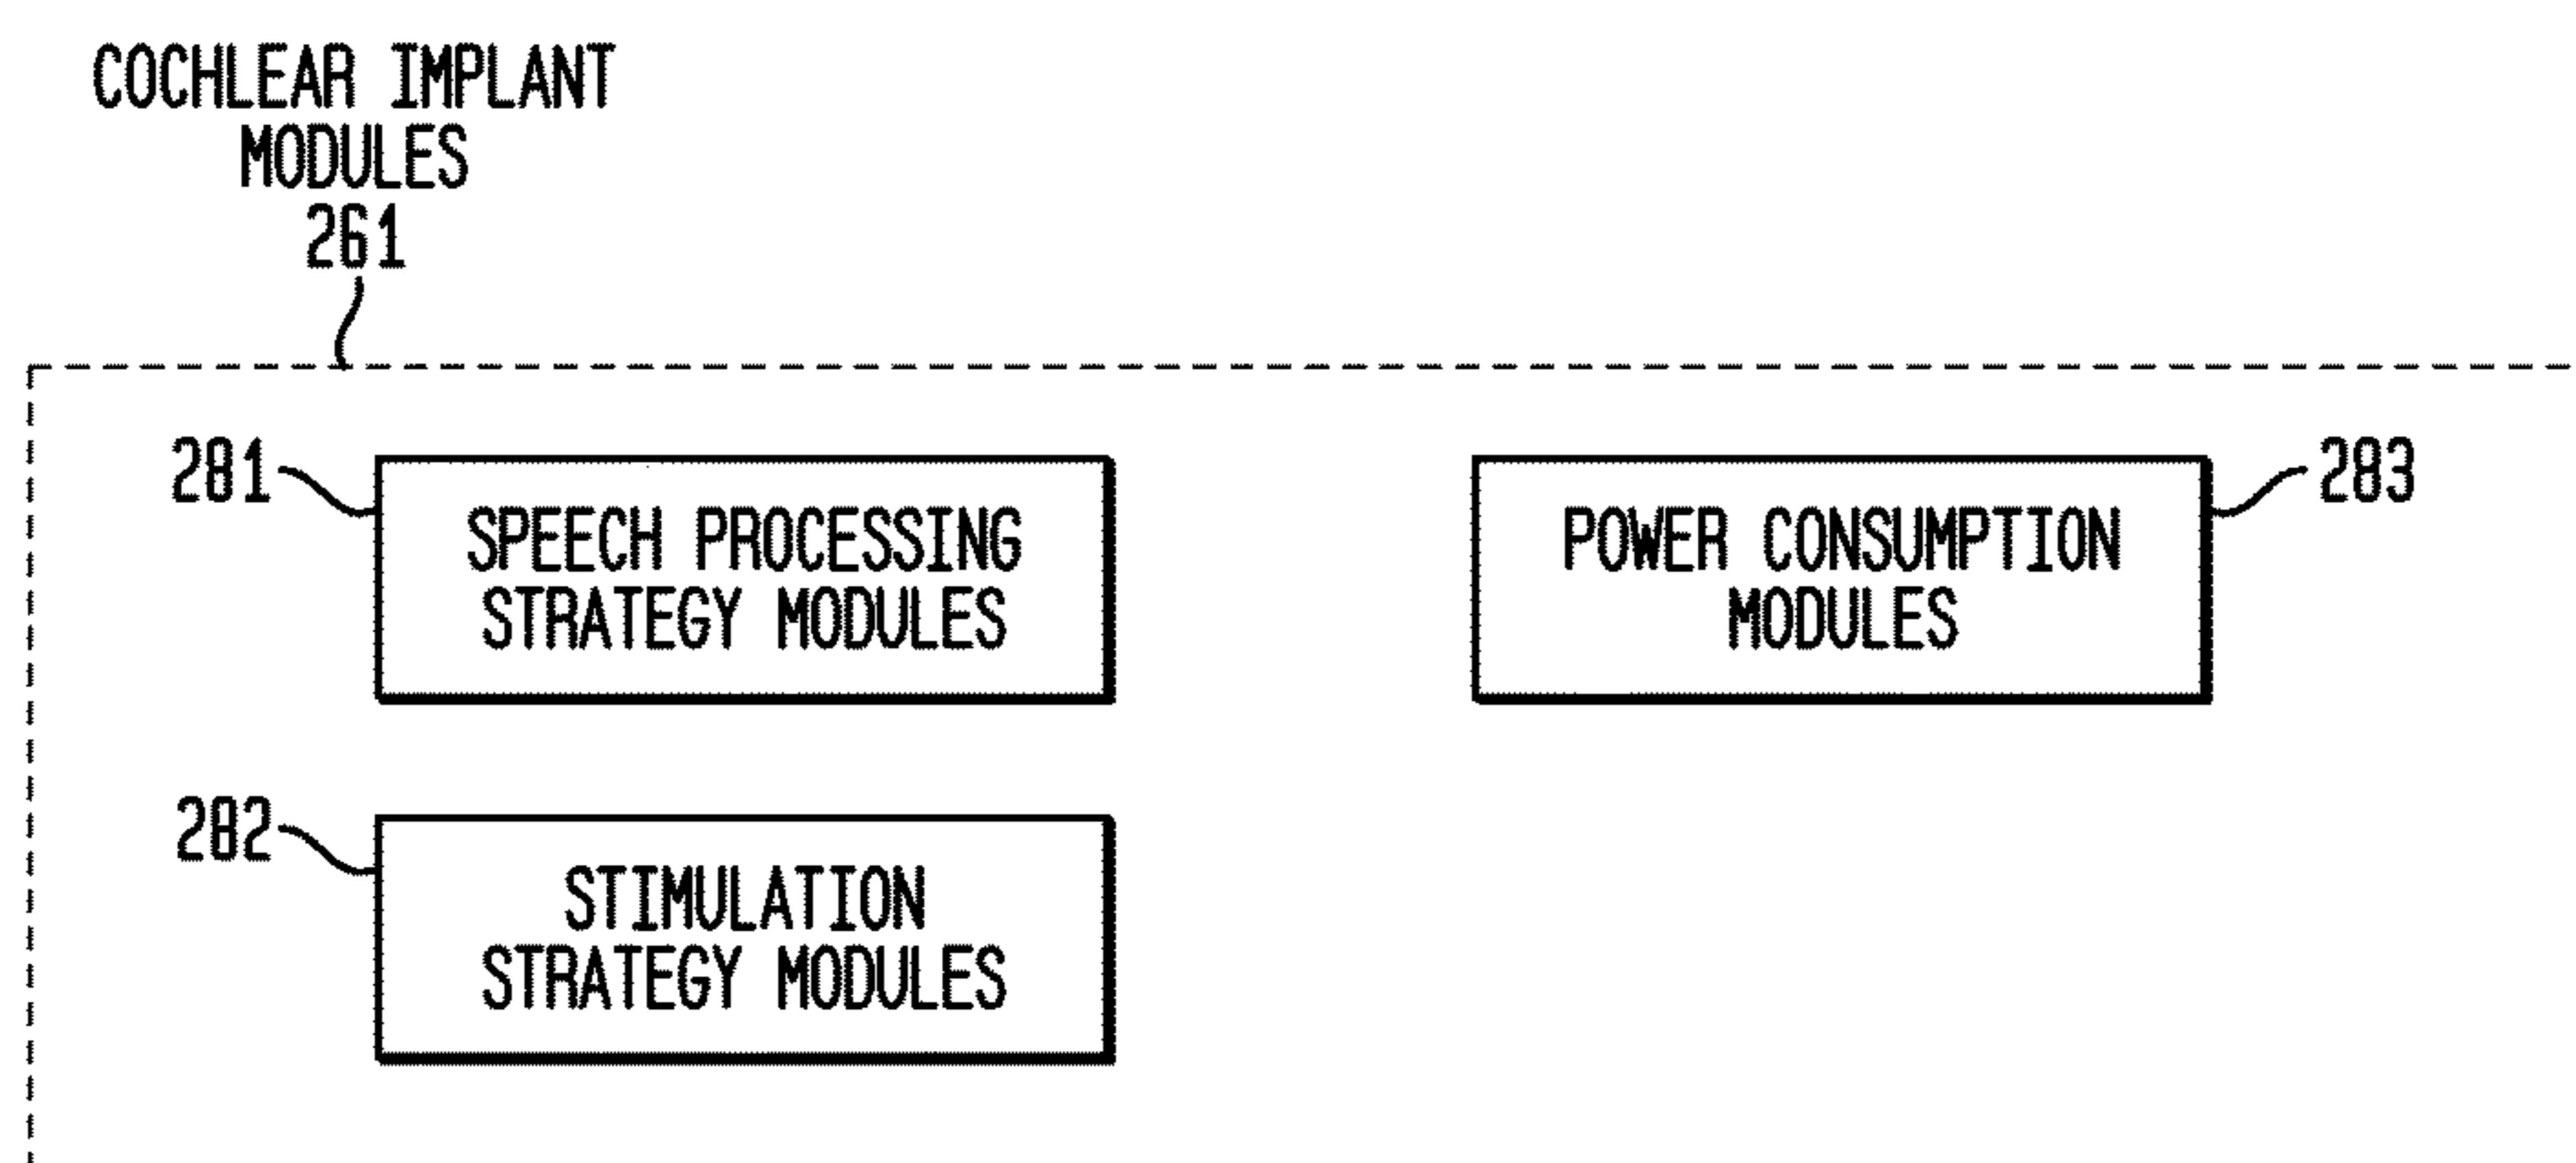 COCHLEAR IMPLANT
MODULES
261
281
SPEECH PROCESSING
STRATEGY MODULES
POWER CONSUMPTION
MODULES
283
282
STIMULATION
STRATEGY MODULES